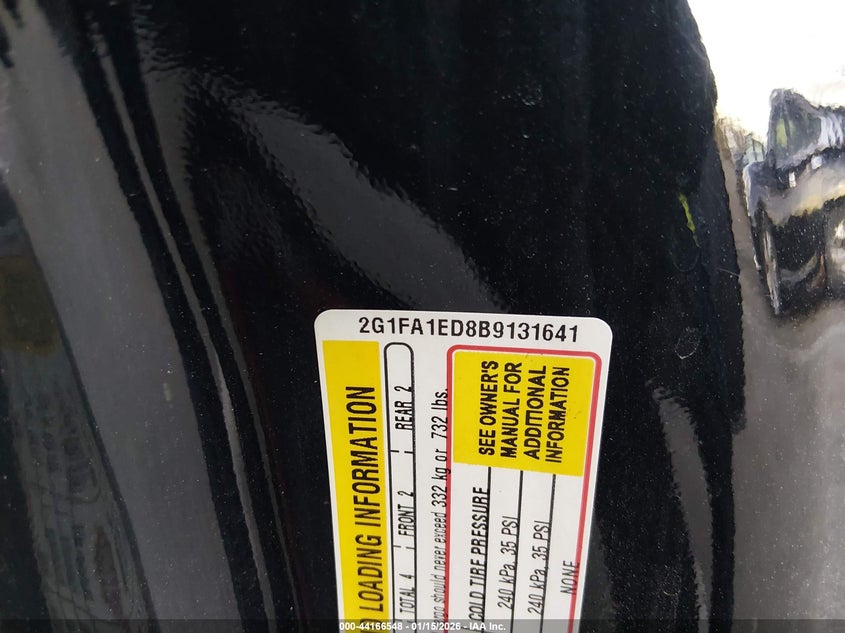 2G1FA1ED8B9131641
LOADING INFORMATION
TOTAL 4 : FRONT 2 : REAR 2
should never exceed 332 kg or 732 lbs.
SEE OWNER'S
MANUAL FOR
ADDITIONAL
INFORMATION
COLD TIRE PRESSURE
240 kPa, 35 PSI
240 kPa, 35 PSI
NONE
000-44166548 - 01/15/2026 - IAA Inc.